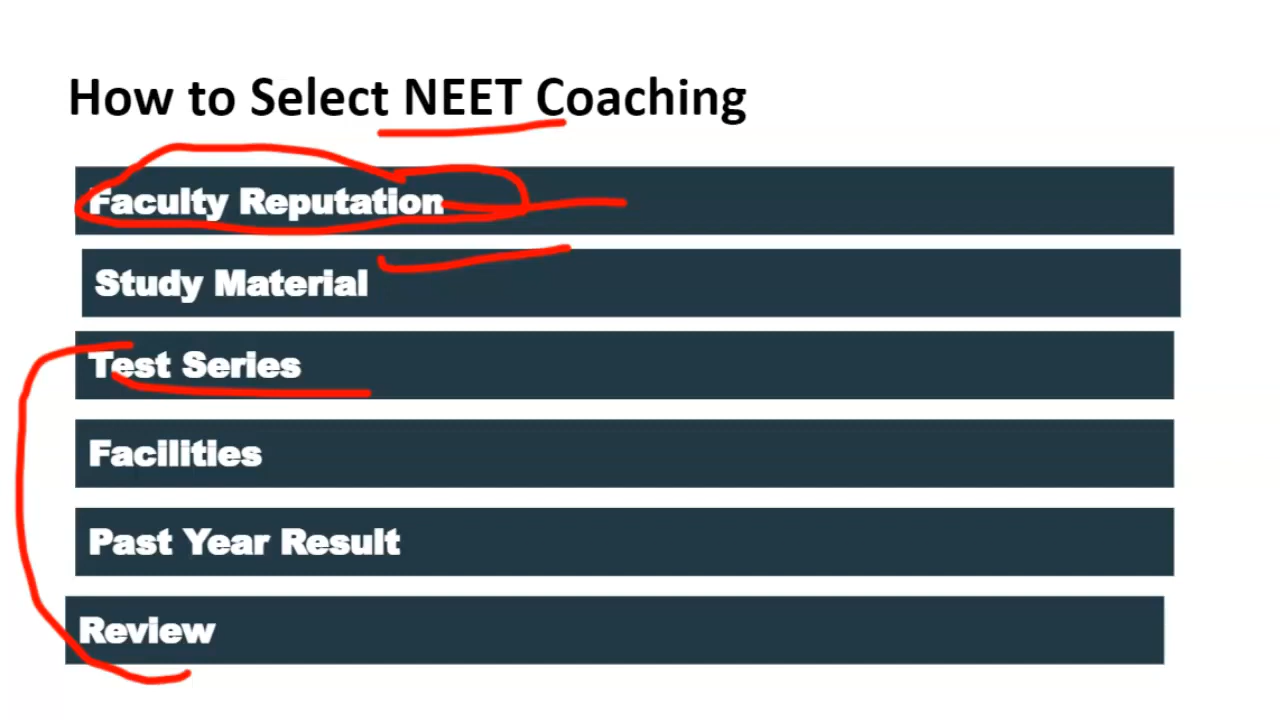 How to Select NEET Coaching
Faculty Reputation
Study Material
Test Series
Facilities
Past Year Result
Review